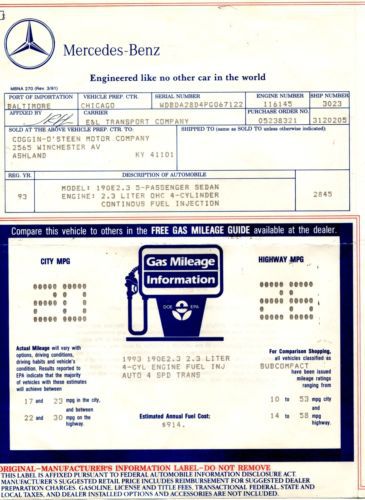 Mercedes-Benz
Engineered like no other car in the world
MBNA 270 (Rev 3/91)
PORT OF IMPORTATION VEHICLE PREP. CTR. SERIAL NUMBER ENGINE NUMBER SHIP NUMBER
BALTIMORE CHICAGO WDBDA28D4PG067122 116145 3023
AFFIXED BY CARRIER
E&L TRANSPORT COMPANY 05238321 3120205
SOLD AT THE ABOVE VEHICLE PREP. CTR. TO: SHIPPED TO (same as SOLD TO unless otherwise indicated):
COGGIN-O'STEEN MOTOR COMPANY
2565 WINCHESTER AV
ASHLAND KY 41101
REG. YR. DESCRIPTION OF AUTOMOBILE
MODEL: 190E2.3 5-PASSENGER SEDAN
93 ENGINE: 2.3 LITER OHC 4-CYLINDER 2845
CONTINOUS FUEL INJECTION
Compare this vehicle to others in the FREE GAS MILEAGE GUIDE available at the dealer.
CITY MPG
Gas Mileage
Information
HIGHWAY MPG
20
DOE EPA
Actual Mileage will vary with
options, driving conditions,
driving habits and vehicle's
condition. Results reported to
EPA indicate that the majority
of vehicles with these estimates
will achieve between
17 and 23 mpg in the city,
and between
22 and 30 mpg on the
highway.
1993 190E2.3 2.3 LITER
4-CYL ENGINE FUEL INJ
AUTO 4 SPD TRANS
Estimated Annual Fuel Cost:
$914.
For Comparison Shopping,
all vehicles classified as
SUBCOMPACT
have been issued
mileage ratings
ranging from
10 to 53 mpg city
14 to 58 mpg
highway.
ORIGINAL—MANUFACTURER'S INFORMATION LABEL—DO NOT REMOVE
THIS LABEL IS AFFIXED PURSUANT TO FEDERAL AUTOMOBILE INFORMATION DISCLOSURE ACT.
MANUFACTURER'S SUGGESTED RETAIL PRICE INCLUDES REIMBURSEMENT FOR SUGGESTED DEALER
PREPARATION CHARGES. GASOLINE, LICENSE AND TITLE FEES, TRANSACTIONAL FEDERAL, STATE AND
LOCAL TAXES, AND DEALER INSTALLED OPTIONS AND ACCESSORIES ARE NOT INCLUDED.